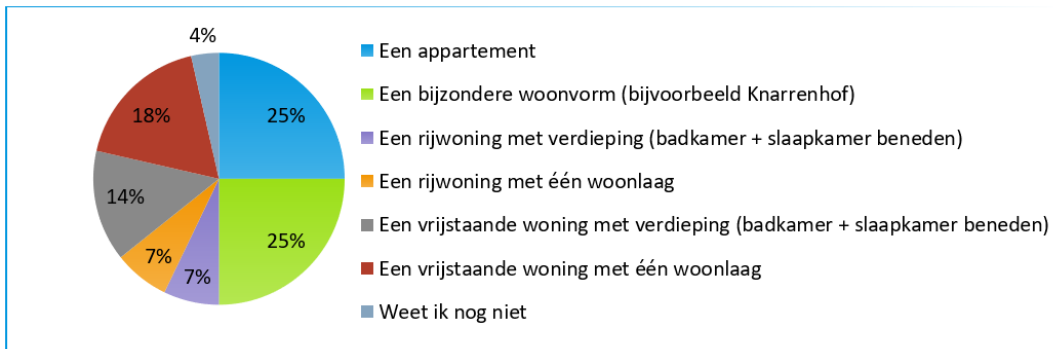 4%
25%
18%
14%
7%
7%
25%
Een appartement
Een bijzondere woonvorm (bijvoorbeeld Knarrenhof)
Een rijwoning met verdieping (badkamer + slaapkamer beneden)
Een rijwoning met één woonlaag
Een vrijstaande woning met verdieping (badkamer + slaapkamer beneden)
Een vrijstaande woning met één woonlaag
Weet ik nog niet